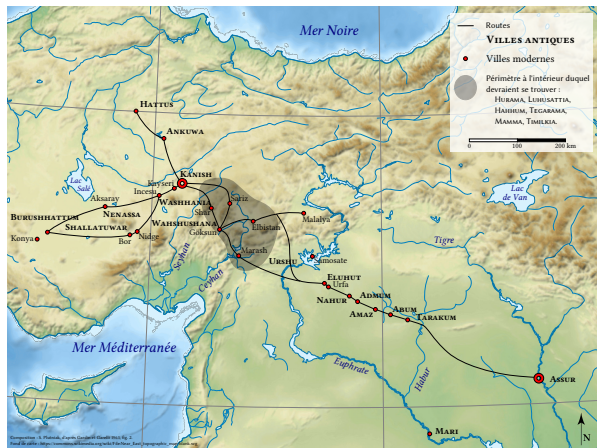 Mer Noire
Routes
VILLES ANTIQUES
Villes modernes
Périmètre à l'intérieur duquel
devraient se trouver :
HURAMA, LUHUSATTIA,
HAHHUM, TEGARAMA,
MAMMA, TIMILKIA.
0 100 200 km
HATTUS
ANKUWA
KANISH
Kayseri
Incesu
Lac
Salé
Lac
de Van
Aksaray
NENASSA
WASHHANIA
Sariz
Shar
BURUSHHATTUM
SHALLATUWAR
WAHSHUSHANA
Göksun
Elbistan
Malatya
Konya
Bor
Nidge
Tigre
Marash
Seyhan
Ceyhan
URSHU
Samosate
ELUHUT
Urfa
NAHUR
ADMUM
AMAZ
ABUM
TARAKUM
Mer Méditerranée
Euphrate
Habur
ASSUR
MARI
N